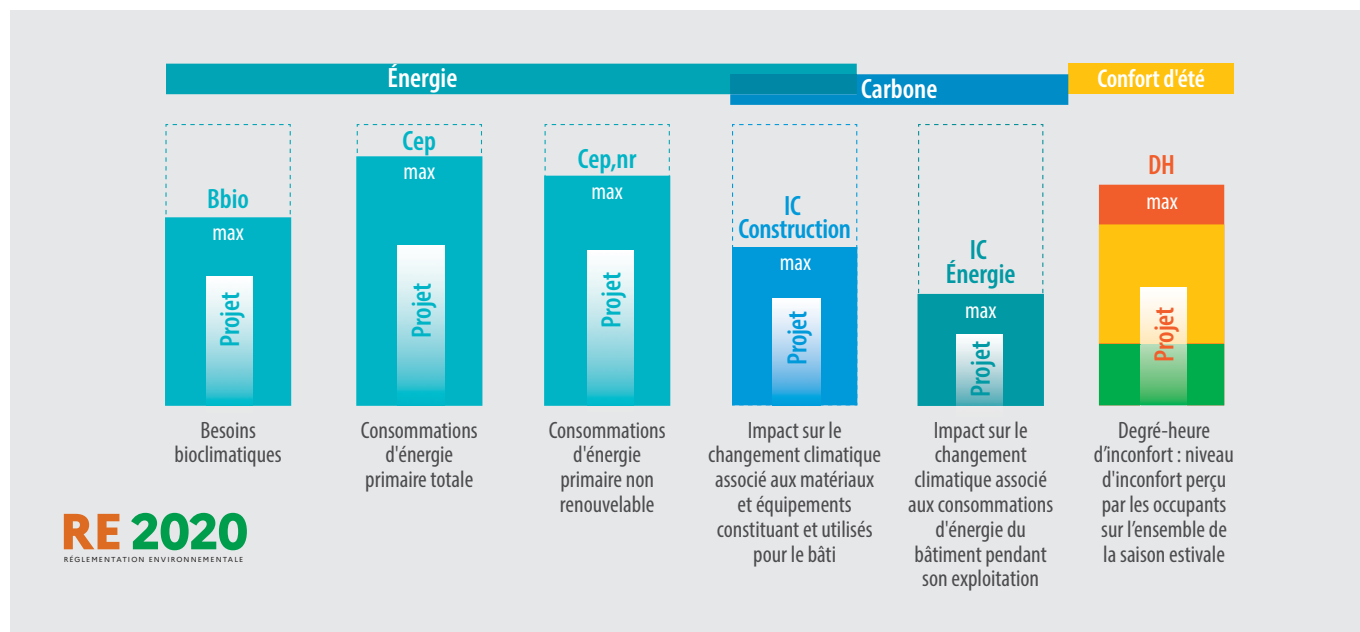 Énergie
Carbone
Confort d'été
Bbio
max
Projet
Besoins
bioclimatiques
Cep
max
Projet
Consommations
d'énergie
primaire totale
Cep,nr
max
Projet
Consommations
d'énergie
primaire non
renouvelable
IC
Construction
max
Projet
Impact sur le
changement climatique
associé aux matériaux
et équipements
constituant et utilisés
pour le bâti
IC
Énergie
max
Projet
Impact sur le
changement
climatique associé
aux consommations
d'énergie du
bâtiment pendant
son exploitation
DH
max
Projet
Degré-heure
d’inconfort : niveau
d'inconfort perçu
par les occupants
sur l’ensemble de
la saison estivale
RE 2020
RÉGLEMENTATION ENVIRONNEMENTALE